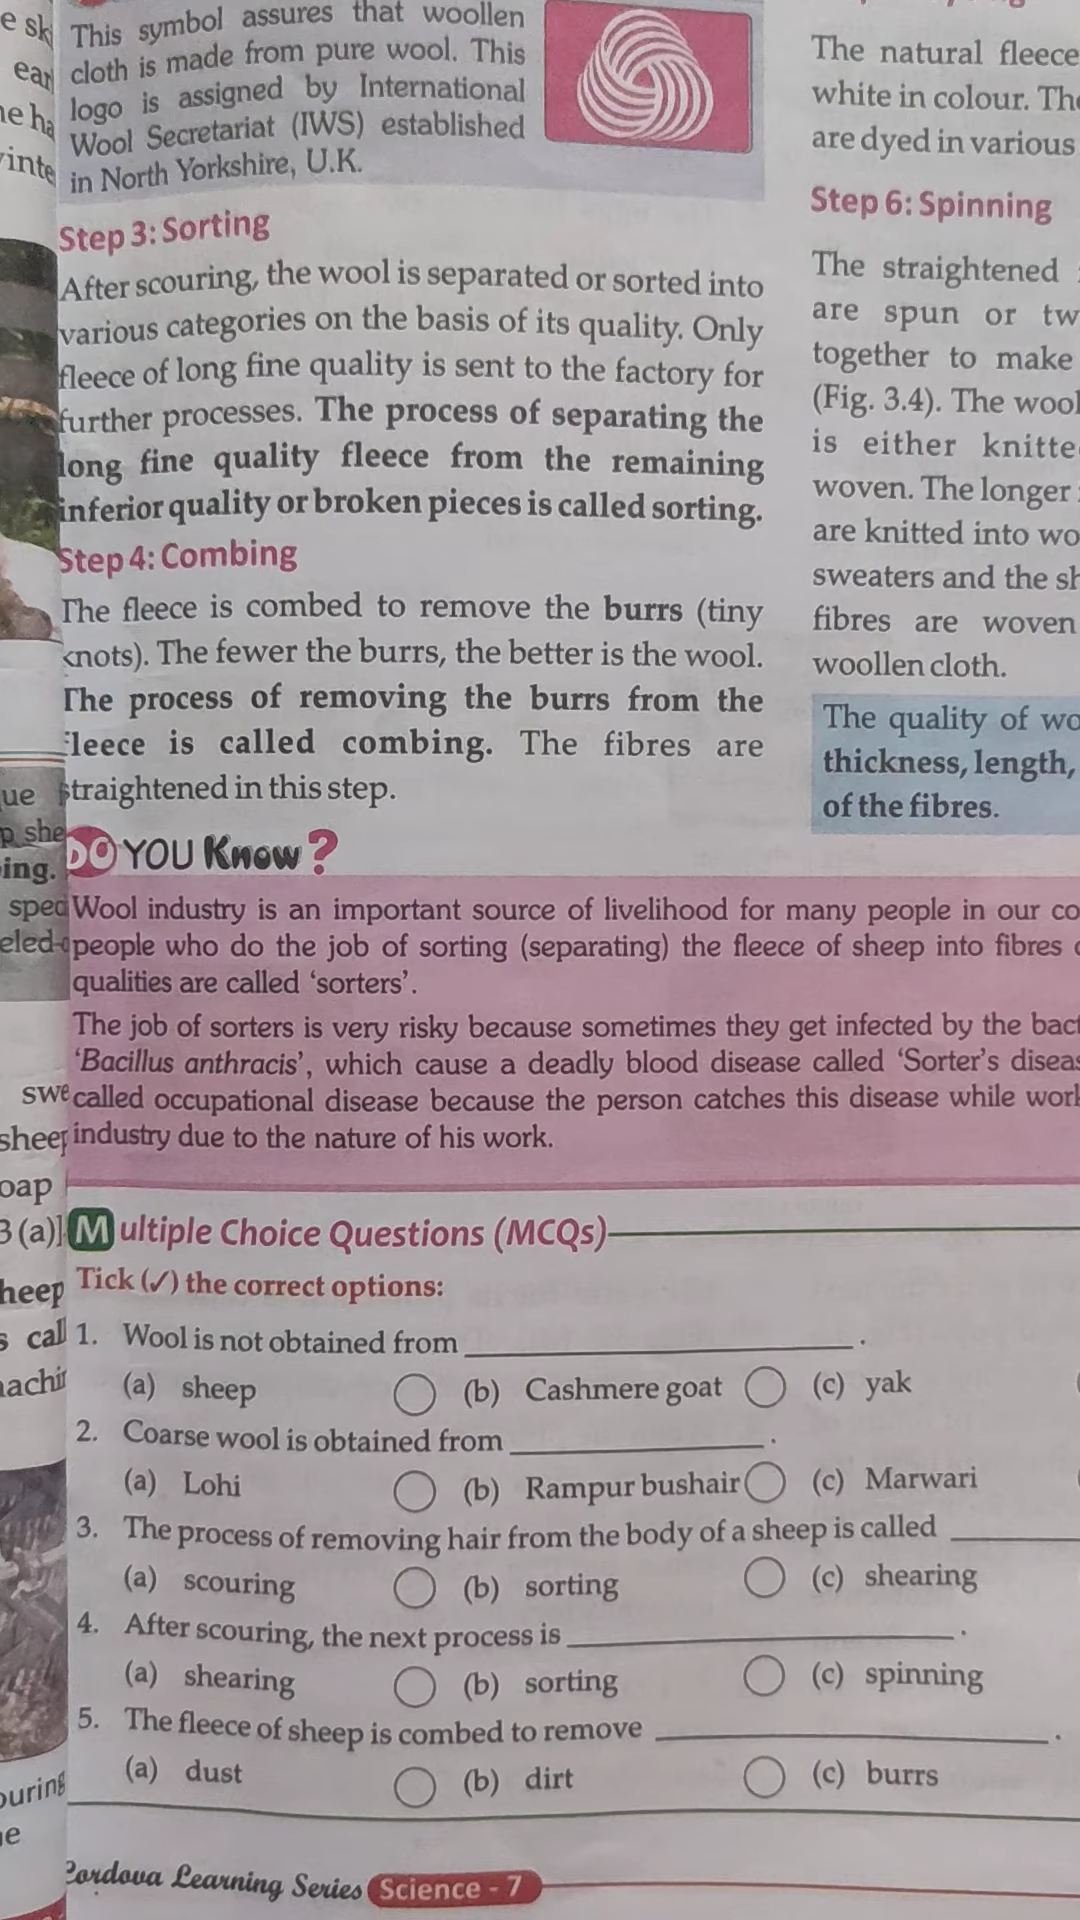 This symbol assures that woollen
cloth is made from pure wool. This
logo is assigned by International
Wool Secretariat (IWS) established
in North Yorkshire, U.K.
Step 3: Sorting
After scouring, the wool is separated or sorted into
various categories on the basis of its quality. Only
fleece of long fine quality is sent to the factory for
further processes. The process of separating the
long fine quality fleece from the remaining
inferior quality or broken pieces is called sorting.
Step 4: Combing
The fleece is combed to remove the burrs (tiny
knots). The fewer the burrs, the better is the wool.
The process of removing the burrs from the
fleece is called combing. The fibres are
straightened in this step.
The natural fleece
white in colour. The
are dyed in various
Step 6: Spinning
The straightened
are spun or tw
together to make
(Fig. 3.4). The wool
is either knitte
woven. The longer
are knitted into wo
sweaters and the sh
fibres are woven
woollen cloth.
The quality of wo
thickness, length,
of the fibres.
DO YOU Know?
Wool industry is an important source of livelihood for many people in our co
people who do the job of sorting (separating) the fleece of sheep into fibres
qualities are called 'sorters'.
The job of sorters is very risky because sometimes they get infected by the bact
'Bacillus anthracis', which cause a deadly blood disease called 'Sorter's diseas
called occupational disease because the person catches this disease while work
industry due to the nature of his work.
Multiple Choice Questions (MCQs)
Tick (✓) the correct options:
1. Wool is not obtained from ____________.
(a) sheep (b) Cashmere goat (c) yak
2. Coarse wool is obtained from ____________.
(a) Lohi (b) Rampur bushair (c) Marwari
3. The process of removing hair from the body of a sheep is called ____________
(a) scouring (b) sorting (c) shearing
4. After scouring, the next process is ____________.
(a) shearing (b) sorting (c) spinning
5. The fleece of sheep is combed to remove ____________.
(a) dust (b) dirt (c) burrs
Cordova Learning Series Science - 7